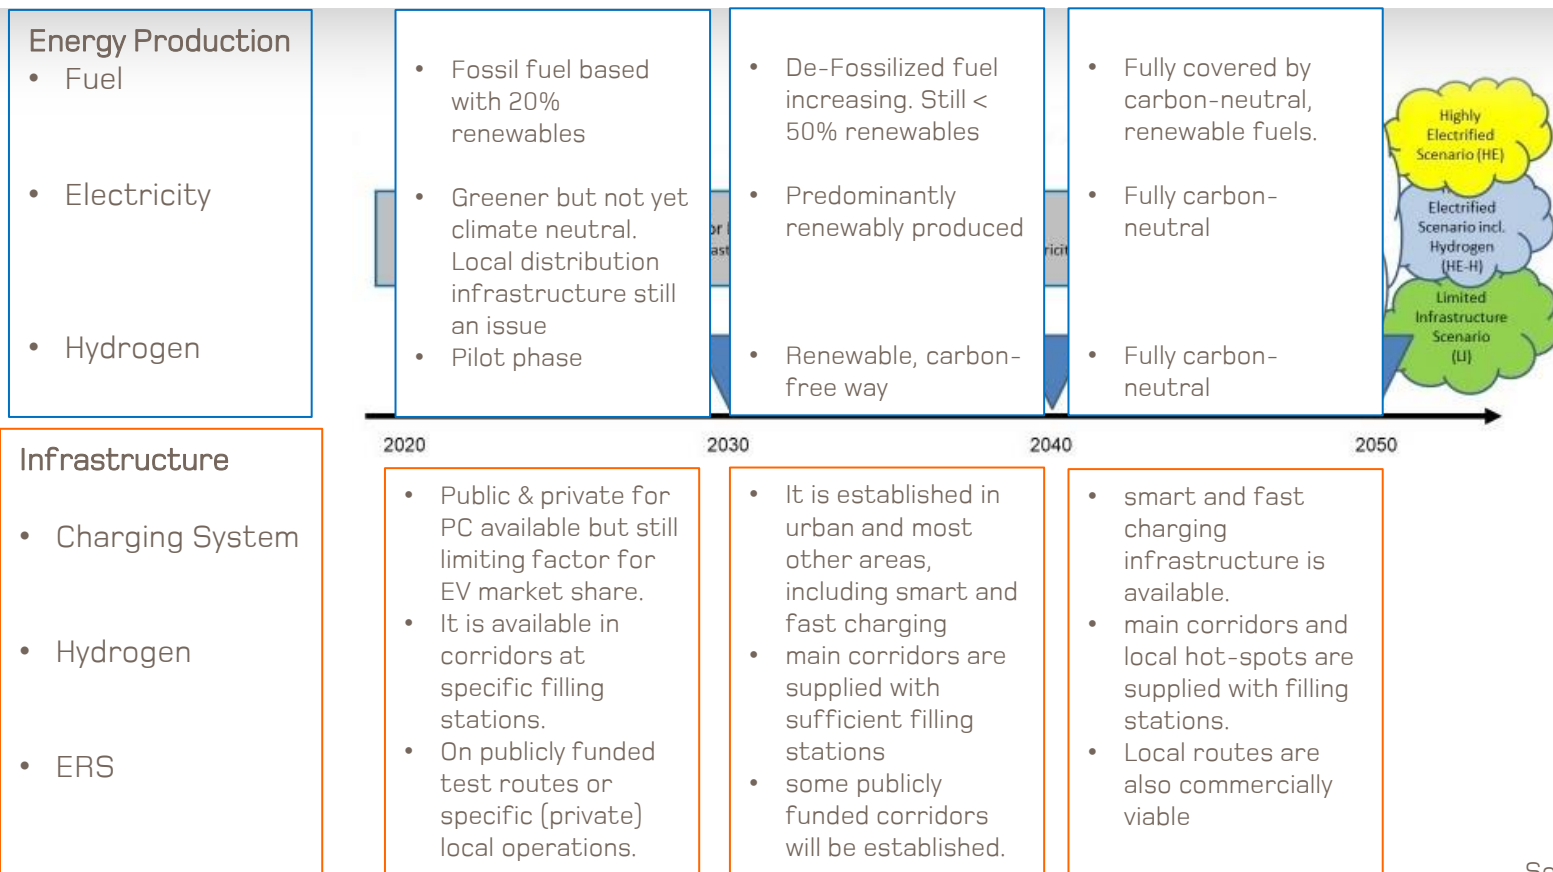 Energy Production
• Fuel
• Electricity
• Hydrogen
• Fossil fuel based
with 20%
renewables
• Greener but not yet
climate neutral.
Local distribution
infrastructure still
an issue
• Pilot phase
• De-Fossilized fuel
increasing. Still <
50% renewables
• Predominantly
renewably produced
• Renewable, carbon-
free way
• Fully covered by
carbon-neutral,
renewable fuels.
• Fully carbon-
neutral
• Fully carbon-
neutral
Highly
Electrified
Scenario (HE)
Electrified
Scenario incl.
Hydrogen
(HE-H)
Limited
Infrastructure
Scenario
(LI)
2020
2030
2040
2050
Infrastructure
• Charging System
• Hydrogen
• ERS
• Public & private for
PC available but still
limiting factor for
EV market share.
• It is available in
corridors at
specific filling
stations.
• On publicly funded
test routes or
specific (private)
local operations.
• It is established in
urban and most
other areas,
including smart and
fast charging
• main corridors are
supplied with
sufficient filling
stations
• some publicly
funded corridors
will be established.
• smart and fast
charging
infrastructure is
available.
• main corridors and
local hot-spots are
supplied with filling
stations.
• Local routes are
also commercially
viable